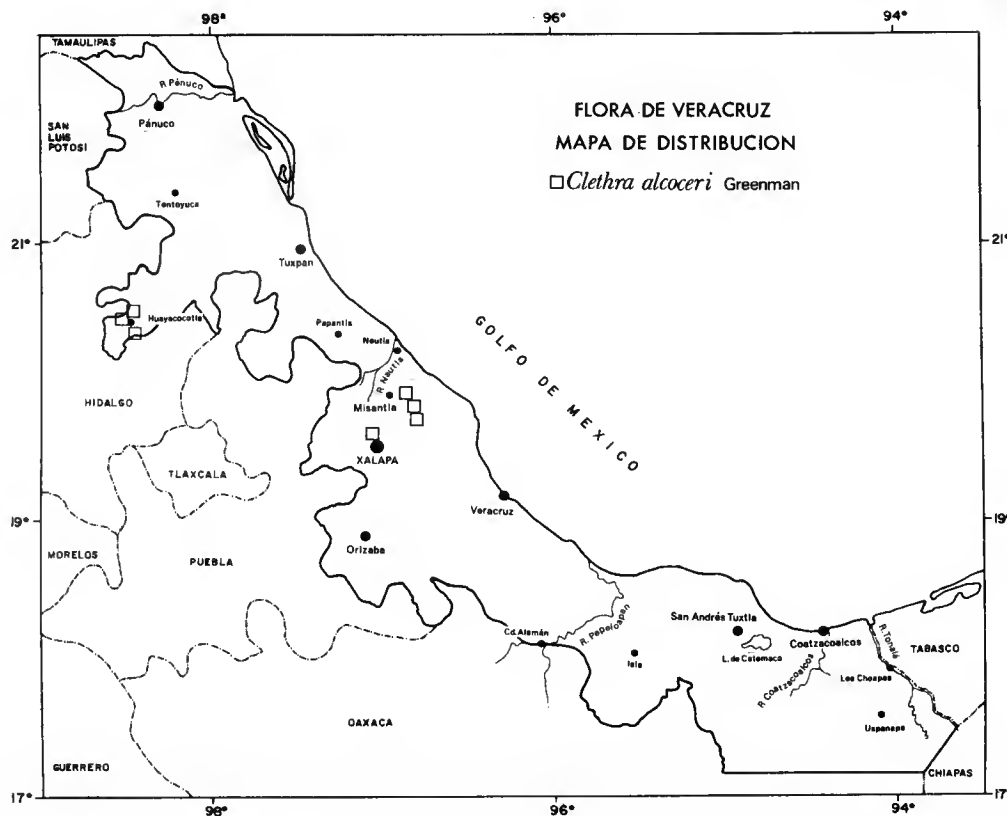 98°
96°
94°
TAMAULIPAS
R. Pánuco
Pánuco
SAN
LUIS
POTOSI
FLORA DE VERACRUZ
MAPA DE DISTRIBUCION
Clethra alcoceri Greenman
Tantoyuca
21°
21°
Tuxpan
Huayacocotla
Papantla
Nautla
R. Nautla
GOLFO DE MEXICO
HIDALGO
Misantla
XALAPA
TLAXCALA
Veracruz
19°
19°
MORELOS
PUEBLA
Orizaba
Cd. Alemán
R. Papaloapan
San Andrés Tuxtla
Coatzacoalcos
R. Tonalá
TABASCO
Isla
L. de Catemaco
R. Coatzacoalcos
Las Choapas
OAXACA
Uxpanapa
GUERRERO
CHIAPAS
17°
17°
98°
96°
94°